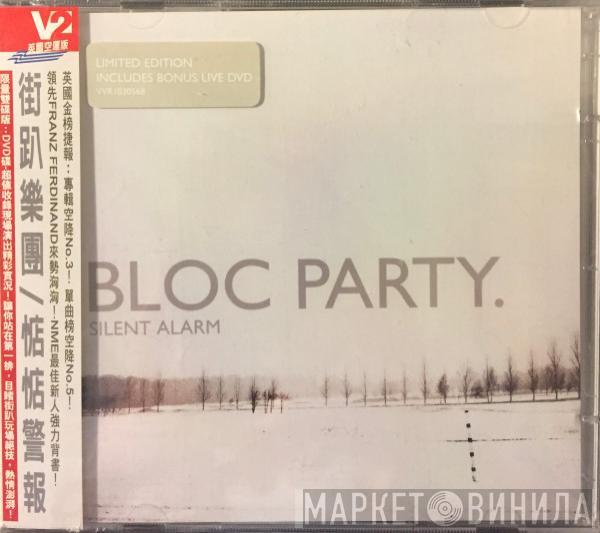 V2
英國空運版
街趴樂團/惦惦警報
英國金榜捷報：專輯空降No.3！單曲榜空降No.5！
領先FRANZ FERDINAND來勢洶洶！NME最佳新人強力背書！
限量雙碟版：DVD碟-超值收錄現場演出精彩實況！讓你站在第一排，目睹街趴玩場絕技，熱情澎湃！
LIMITED EDITION
INCLUDES BONUS LIVE DVD
VVR1030568
BLOC PARTY.
SILENT ALARM
МАРКЕТ ВИНИЛА